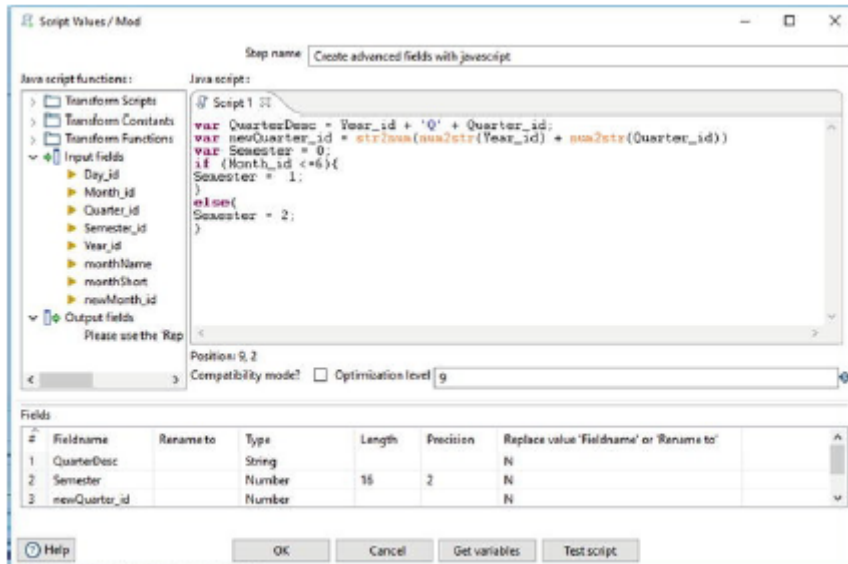 Script Values / Mod
Step name Create advanced fields with javascript
Java script functions : Java script :
Transform Scripts
Transform Constants
Transform Functions
Input fields
Day_id
Month_id
Quarter_id
Semester_id
Year_id
monthName
monthShort
newMonth_id
Output fields
Please use the 'Rep
Script 1
var QuarterDesc = Year_id + 'Q' + Quarter_id;
var newQuarter_id = str2num(num2str(Year_id) + num2str(Quarter_id))
var Semester = 0;
if (Month_id <=6){
Semester = 1;
}
else{
Semester = 2;
}
Position: 9, 2
Compatibility mode? Optimization level 9
Fields
# Fieldname Rename to Type Length Precision Replace value 'Fieldname' or 'Rename to'
1 QuarterDesc String N
2 Semester Number 16 2 N
3 newQuarter_id Number N
Help OK Cancel Get variables Test script